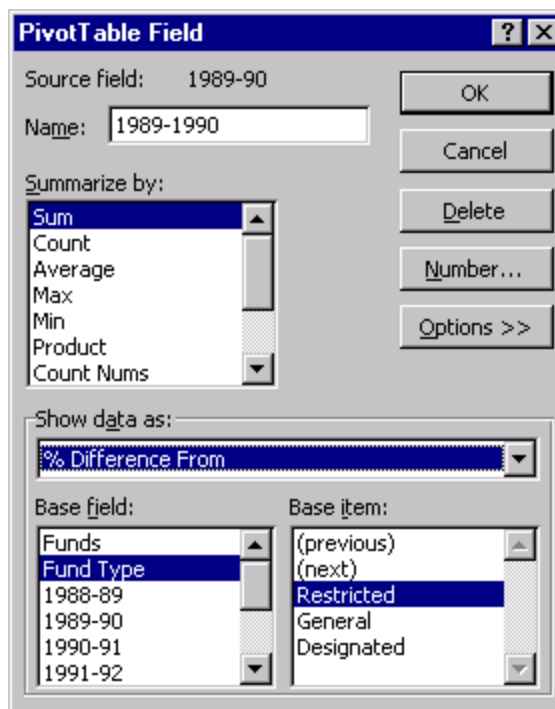 PivotTable Field
Source field: 1989-90
OK
Name: 1989-1990
Cancel
Summarize by:
Sum
Delete
Count
Average
Number...
Max
Min
Options >>
Product
Count Nums
Show data as:
% Difference From
Base field: Base item:
Funds (previous)
Fund Type (next)
1988-89 Restricted
1989-90 General
1990-91 Designated
1991-92